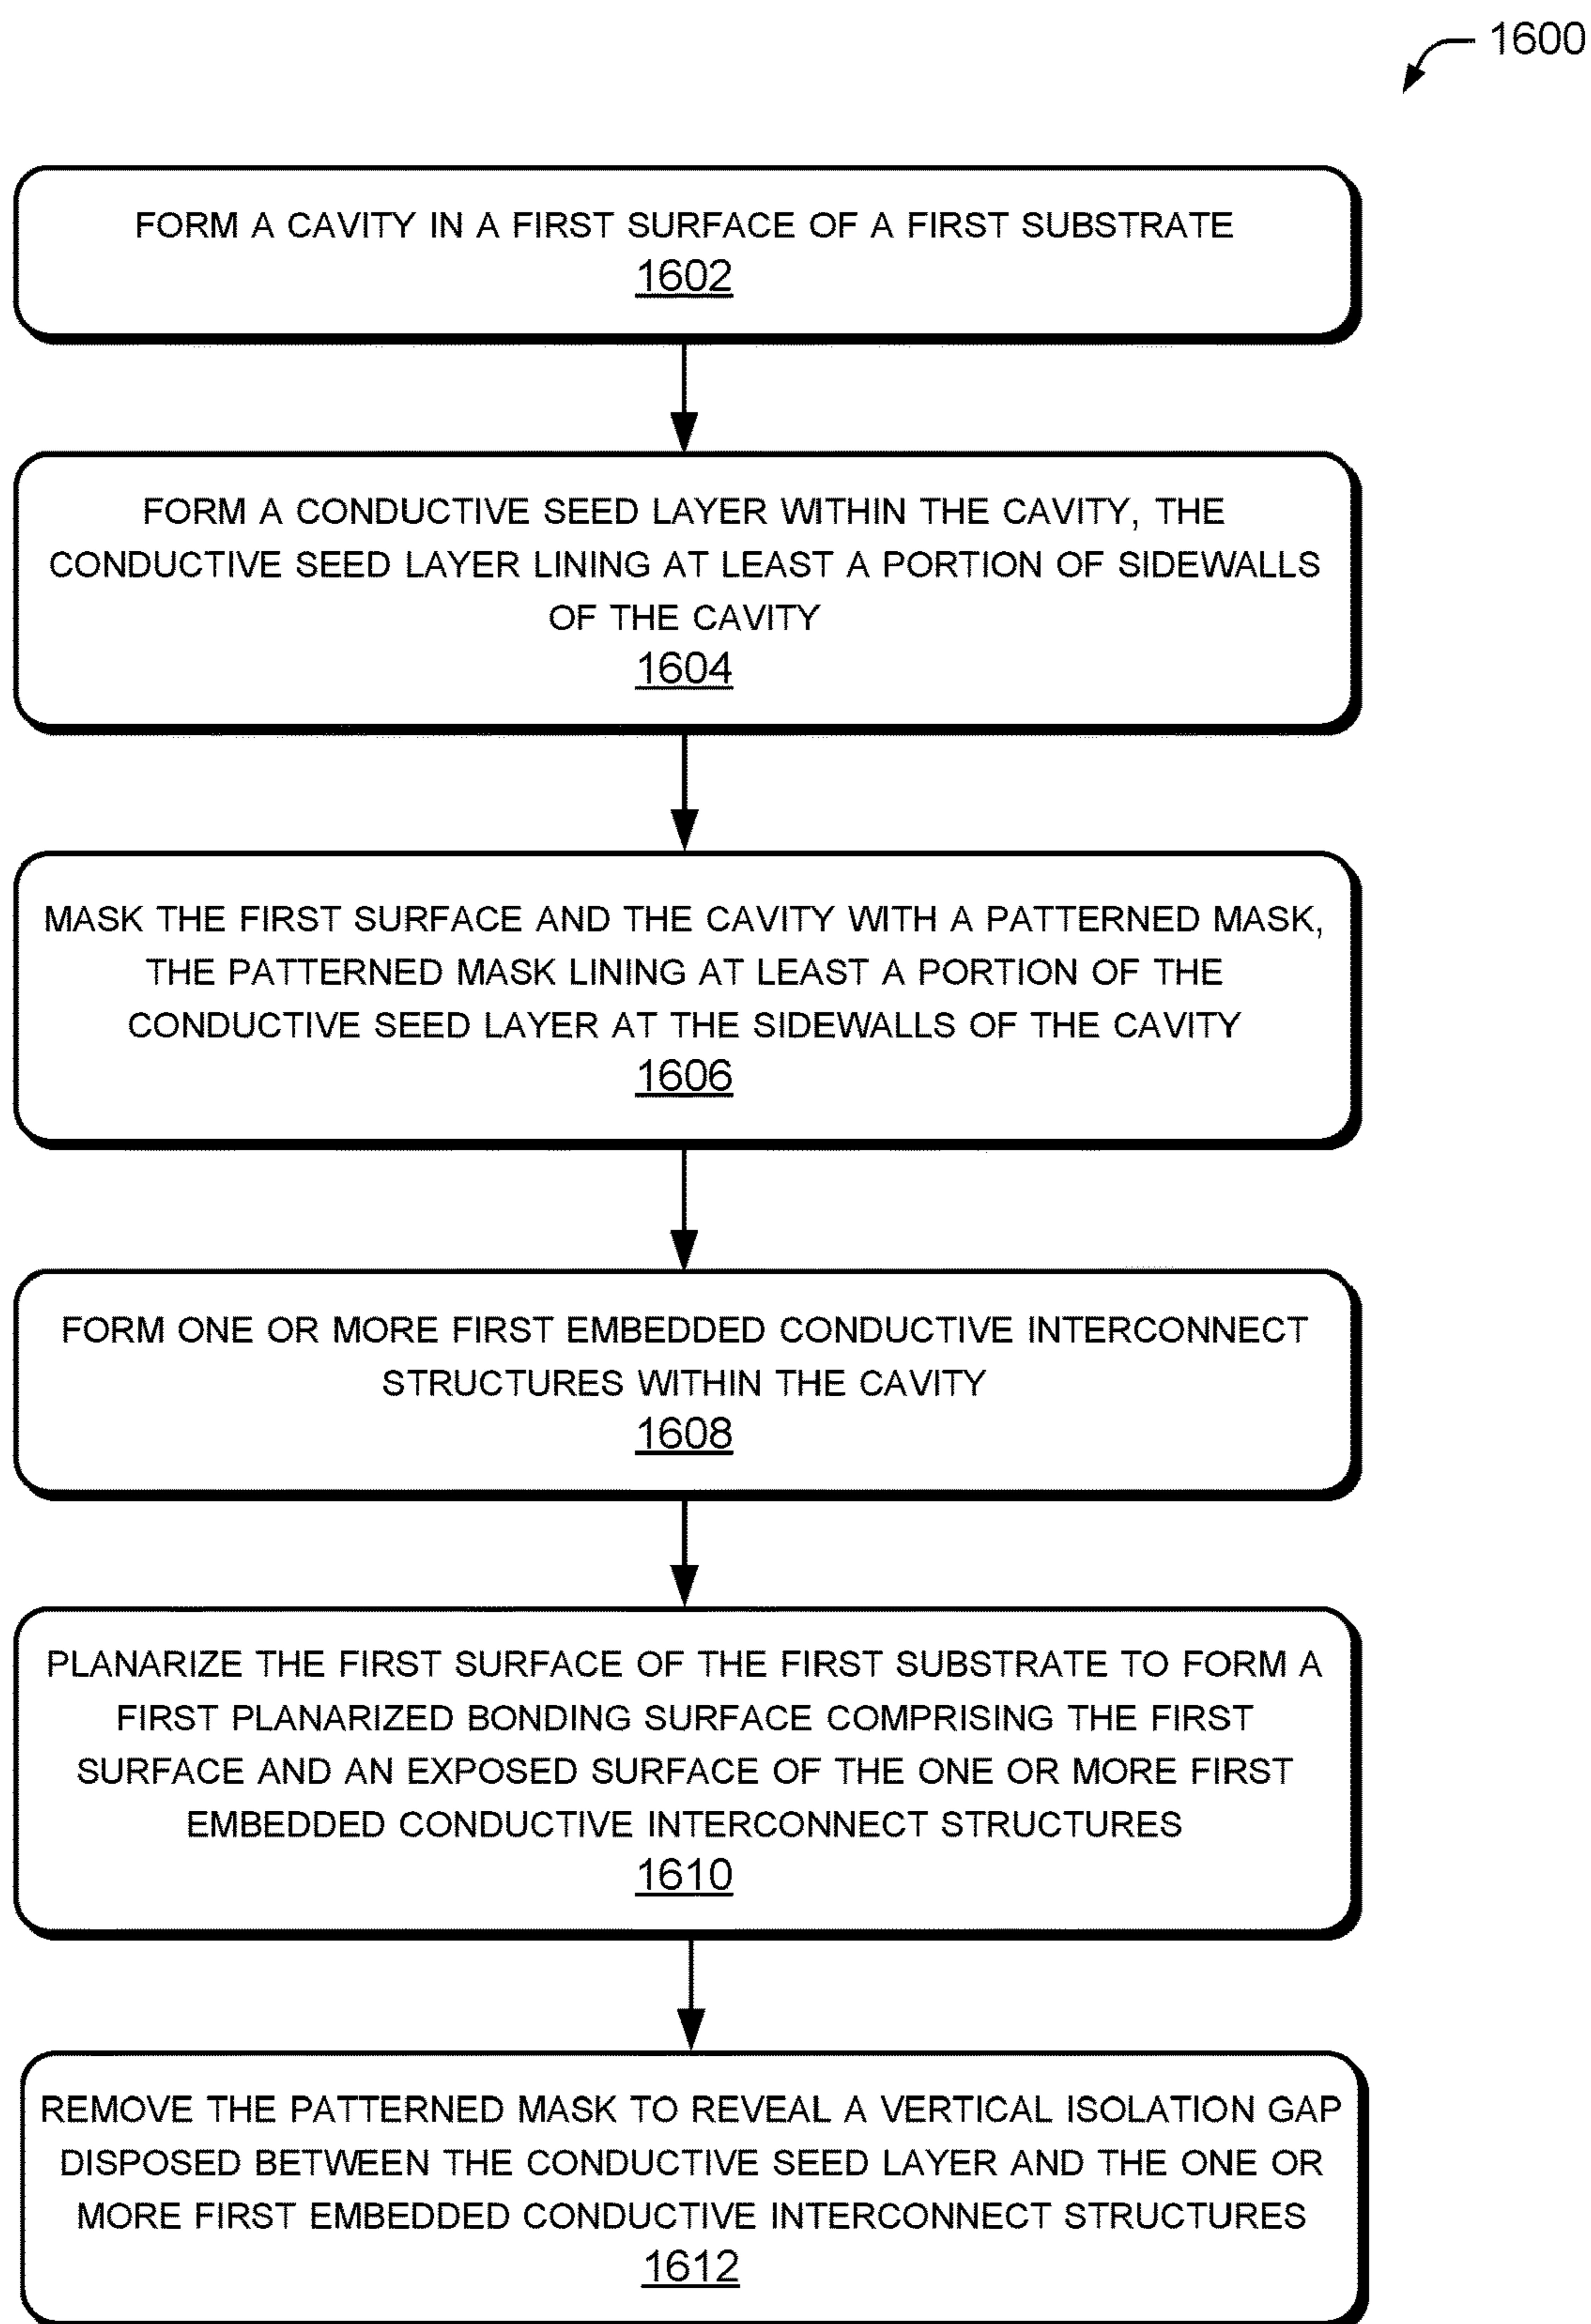 1600
FORM A CAVITY IN A FIRST SURFACE OF A FIRST SUBSTRATE
1602
FORM A CONDUCTIVE SEED LAYER WITHIN THE CAVITY, THE
CONDUCTIVE SEED LAYER LINING AT LEAST A PORTION OF SIDEWALLS
OF THE CAVITY
1604
MASK THE FIRST SURFACE AND THE CAVITY WITH A PATTERNED MASK,
THE PATTERNED MASK LINING AT LEAST A PORTION OF THE
CONDUCTIVE SEED LAYER AT THE SIDEWALLS OF THE CAVITY
1606
FORM ONE OR MORE FIRST EMBEDDED CONDUCTIVE INTERCONNECT
STRUCTURES WITHIN THE CAVITY
1608
PLANARIZE THE FIRST SURFACE OF THE FIRST SUBSTRATE TO FORM A
FIRST PLANARIZED BONDING SURFACE COMPRISING THE FIRST
SURFACE AND AN EXPOSED SURFACE OF THE ONE OR MORE FIRST
EMBEDDED CONDUCTIVE INTERCONNECT STRUCTURES
1610
REMOVE THE PATTERNED MASK TO REVEAL A VERTICAL ISOLATION GAP
DISPOSED BETWEEN THE CONDUCTIVE SEED LAYER AND THE ONE OR
MORE FIRST EMBEDDED CONDUCTIVE INTERCONNECT STRUCTURES
1612